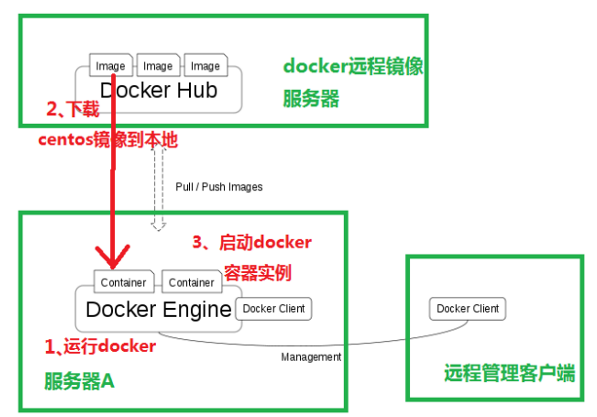 Image Image Image
Docker Hub
docker远程镜像
服务器
2、下载
centos镜像到本地
Pull / Push Images
3、启动docker
容器实例
Container Container
Docker Engine
Docker Client
Docker Client
1、运行docker
Management
服务器A
远程管理客户端